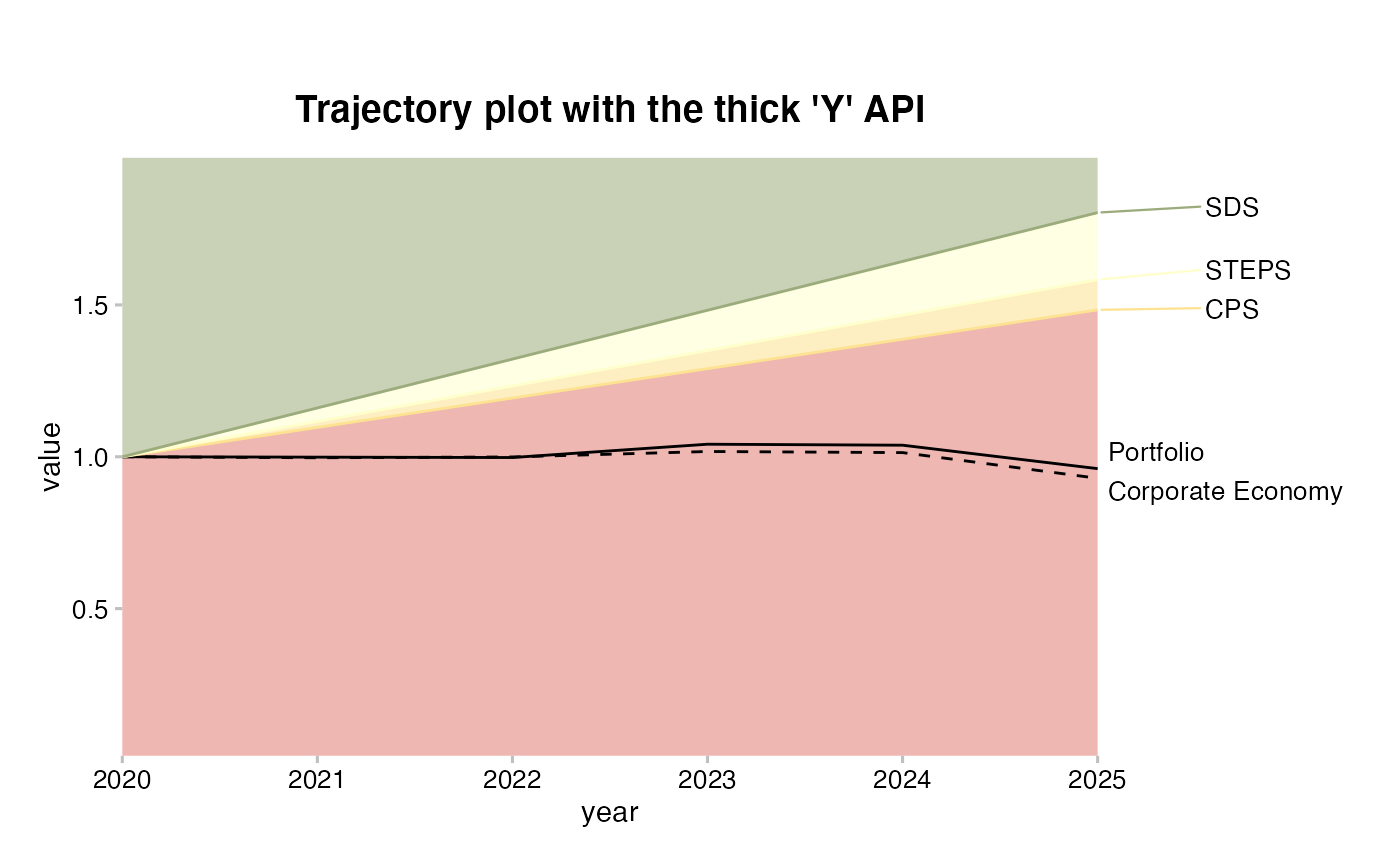 Trajectory plot with the thick 'Y' API
SDS
STEPS
1.5
CPS
value
1.0
Portfolio
Corporate Economy
0.5
2020
2021
2022
2023
2024
2025
year